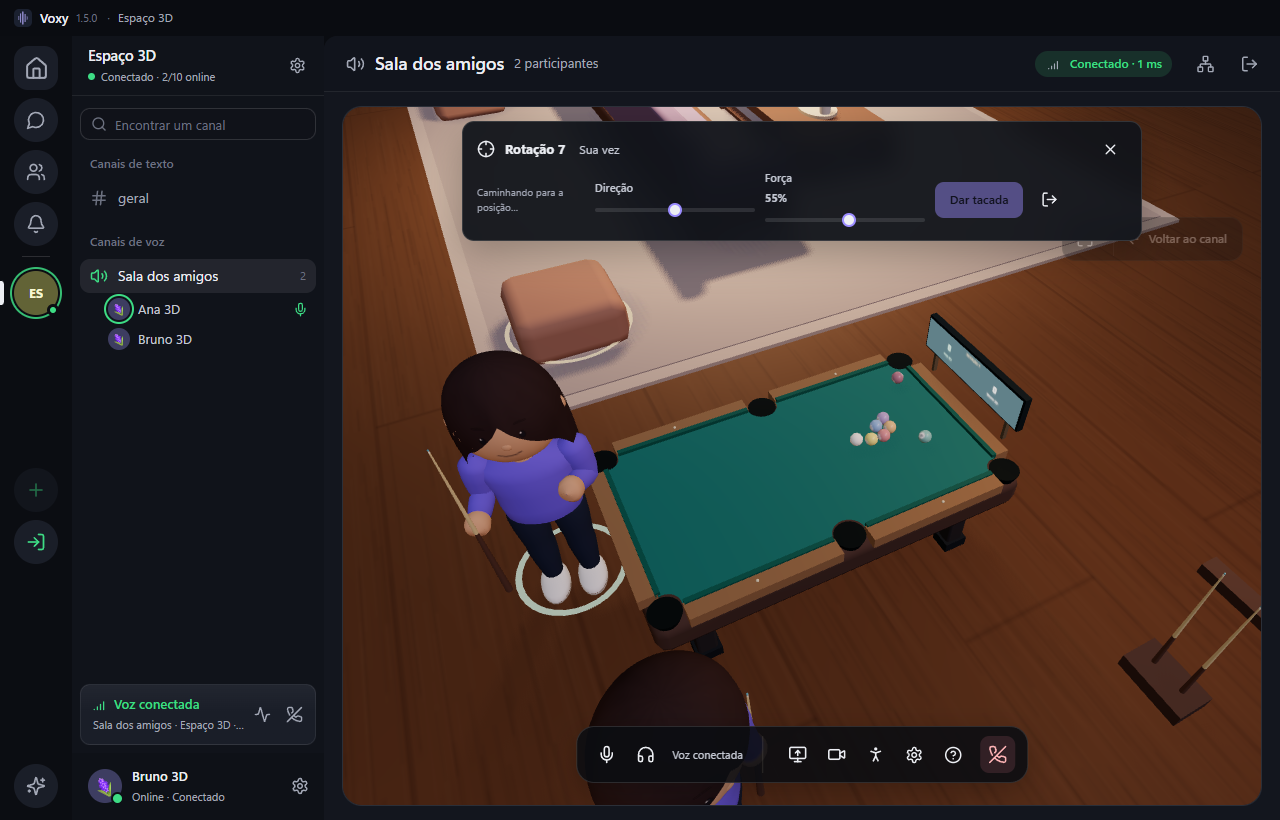 Voxy 1.5.0 · Espaço 3D
Espaço 3D
Conectado · 2/10 online
Encontrar um canal
Canais de texto
geral
Canais de voz
Sala dos amigos 2
Ana 3D
Bruno 3D
ES
Voz conectada
Sala dos amigos · Espaço 3D ·...
Bruno 3D
Online · Conectado
Sala dos amigos 2 participantes
Conectado · 1 ms
Rotação 7 Sua vez
Caminhando para a
posição...
Direção
Força
55%
Dar tacada
Voltar ao canal
Voz conectada